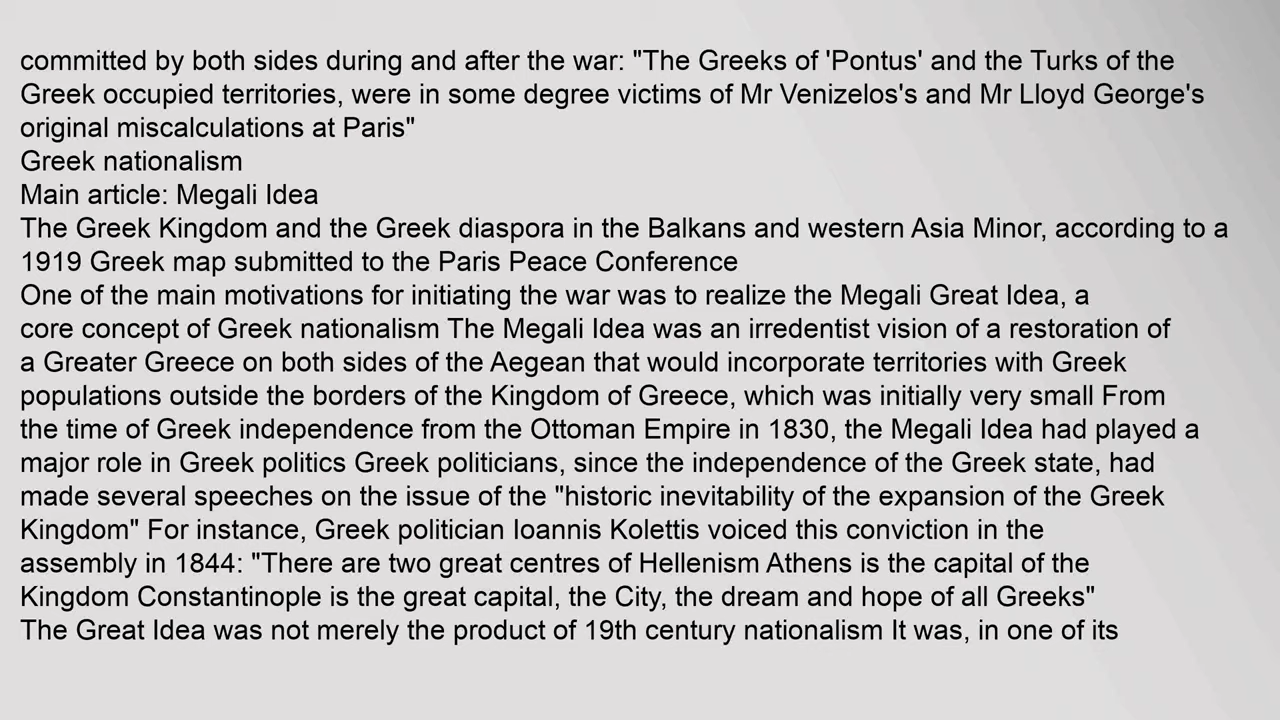 committed by both sides during and after the war: "The Greeks of 'Pontus' and the Turks of the
Greek occupied territories, were in some degree victims of Mr Venizelos's and Mr Lloyd George's
original miscalculations at Paris"
Greek nationalism
Main article: Megali Idea
The Greek Kingdom and the Greek diaspora in the Balkans and western Asia Minor, according to a
1919 Greek map submitted to the Paris Peace Conference
One of the main motivations for initiating the war was to realize the Megali Great Idea, a
core concept of Greek nationalism The Megali Idea was an irredentist vision of a restoration of
a Greater Greece on both sides of the Aegean that would incorporate territories with Greek
populations outside the borders of the Kingdom of Greece, which was initially very small From
the time of Greek independence from the Ottoman Empire in 1830, the Megali Idea had played a
major role in Greek politics Greek politicians, since the independence of the Greek state, had
made several speeches on the issue of the "historic inevitability of the expansion of the Greek
Kingdom" For instance, Greek politician Ioannis Kolettis voiced this conviction in the
assembly in 1844: "There are two great centres of Hellenism Athens is the capital of the
Kingdom Constantinople is the great capital, the City, the dream and hope of all Greeks"
The Great Idea was not merely the product of 19th century nationalism It was, in one of its